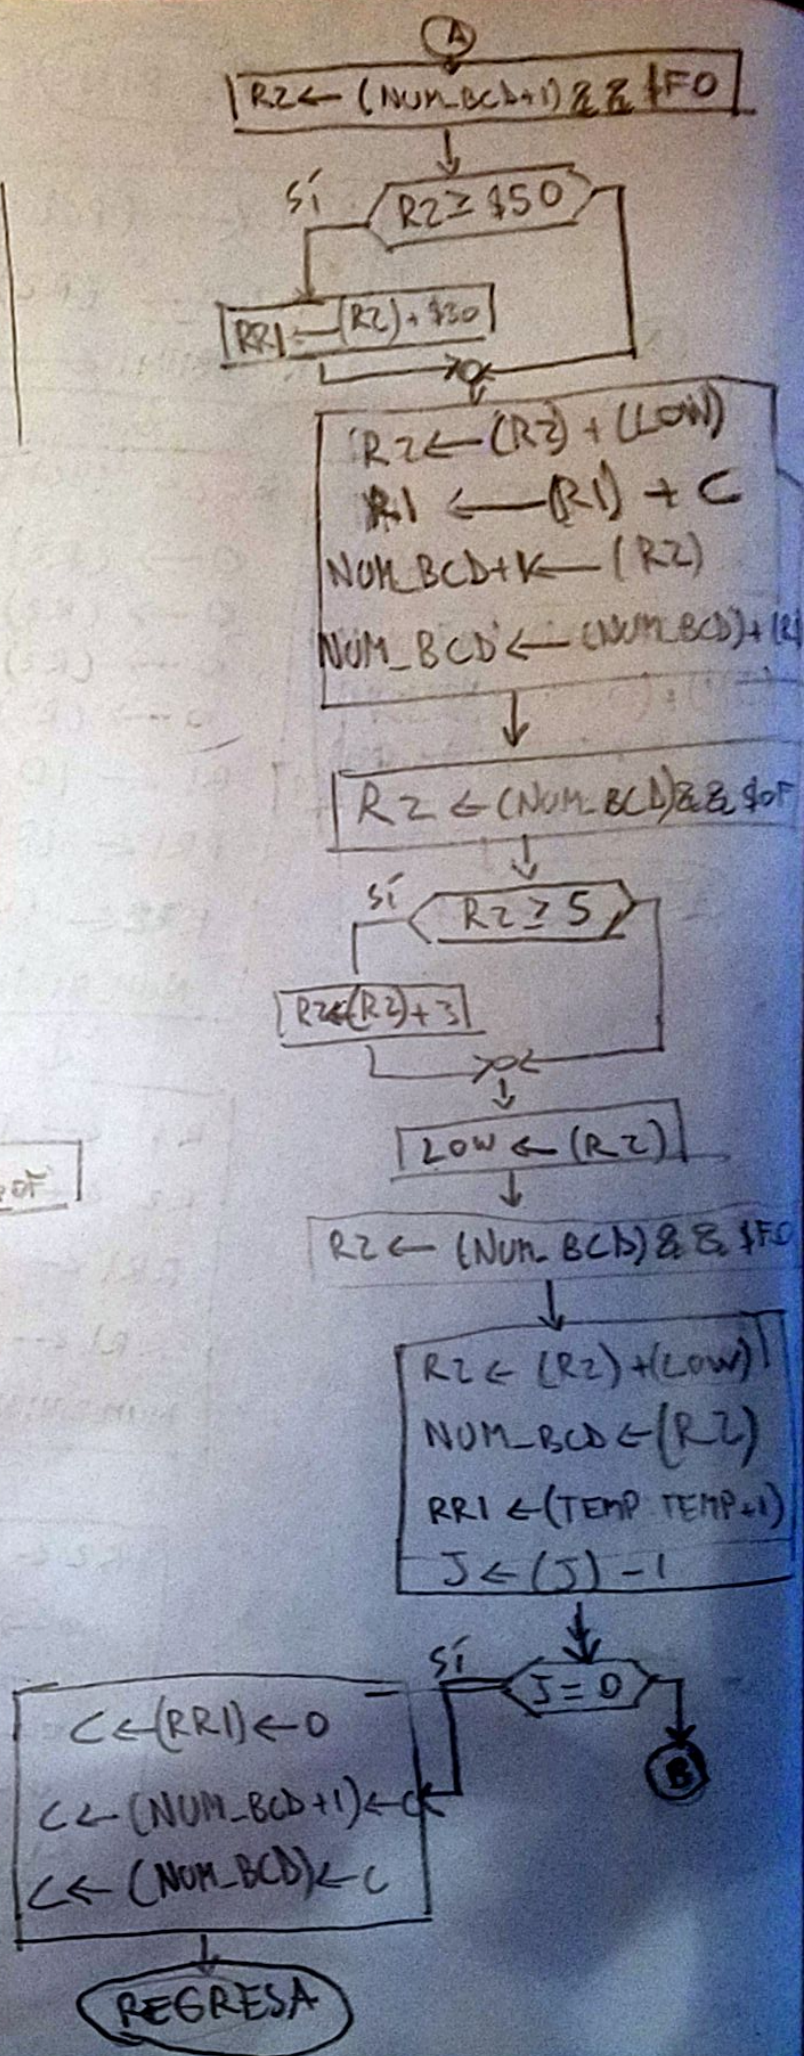 A
R2 ← (NUM_BCD+1) && $F0
SÍ
R2 ≥ $50
RR1 ← (R2) + $30
R2 ← (R2) + (LOW)
R1 ← (R1) + C
NUM_BCD+1 ← (R2)
NUM_BCD ← (NUM_BCD) + (R1
R2 ← (NUM_BCD) && $0F
SÍ
R2 ≥ 5
R2 ← (R2) + 3
LOW ← (R2)
0F
R2 ← (NUM_BCD) && $F0
R2 ← (R2) + (LOW)
NUM_BCD ← (R2)
RR1 ← (TEMP TEMP+1)
J ← (J) - 1
SÍ
J = 0
B
C ← (RR1) ← 0
C ← (NUM_BCD+1) ← C
C ← (NUM_BCD) ← C
REGRESA